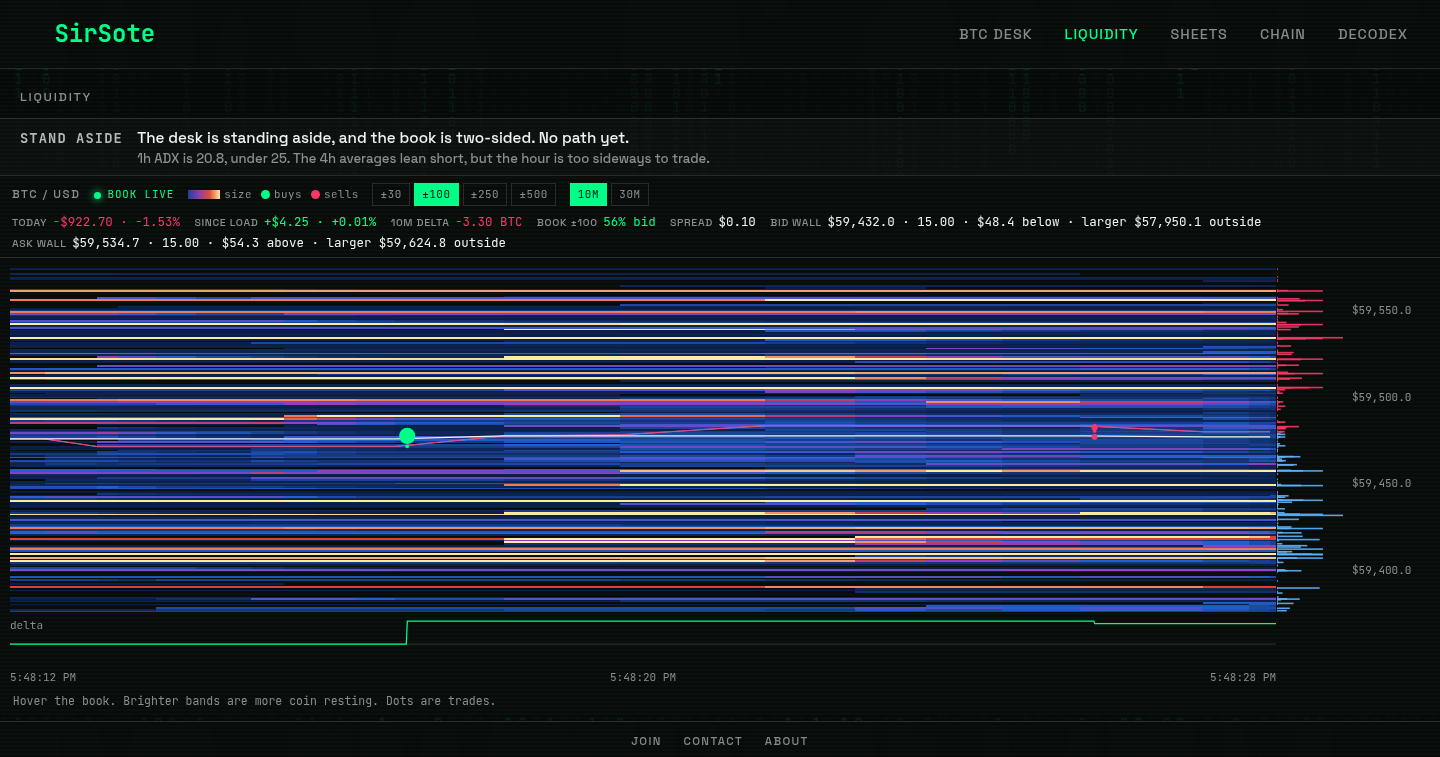 SirSote
BTC DESK LIQUIDITY SHEETS CHAIN DECODEX
LIQUIDITY
STAND ASIDE The desk is standing aside, and the book is two-sided. No path yet.
1h ADX is 20.8, under 25. The 4h averages lean short, but the hour is too sideways to trade.
BTC / USD BOOK LIVE size buys sells ±30 ±100 ±250 ±500 10M 30M
TODAY -$922.70 · -1.53% SINCE LOAD +$4.25 · +0.01% 10M DELTA -3.30 BTC BOOK ±100 56% bid SPREAD $0.10 BID WALL $59,432.0 · 15.00 · $48.4 below · larger $57,950.1 outside
ASK WALL $59,534.7 · 15.00 · $54.3 above · larger $59,624.8 outside
$59,550.0
$59,500.0
$59,450.0
$59,400.0
delta
5:48:12 PM 5:48:20 PM 5:48:28 PM
Hover the book. Brighter bands are more coin resting. Dots are trades.
JOIN CONTACT ABOUT